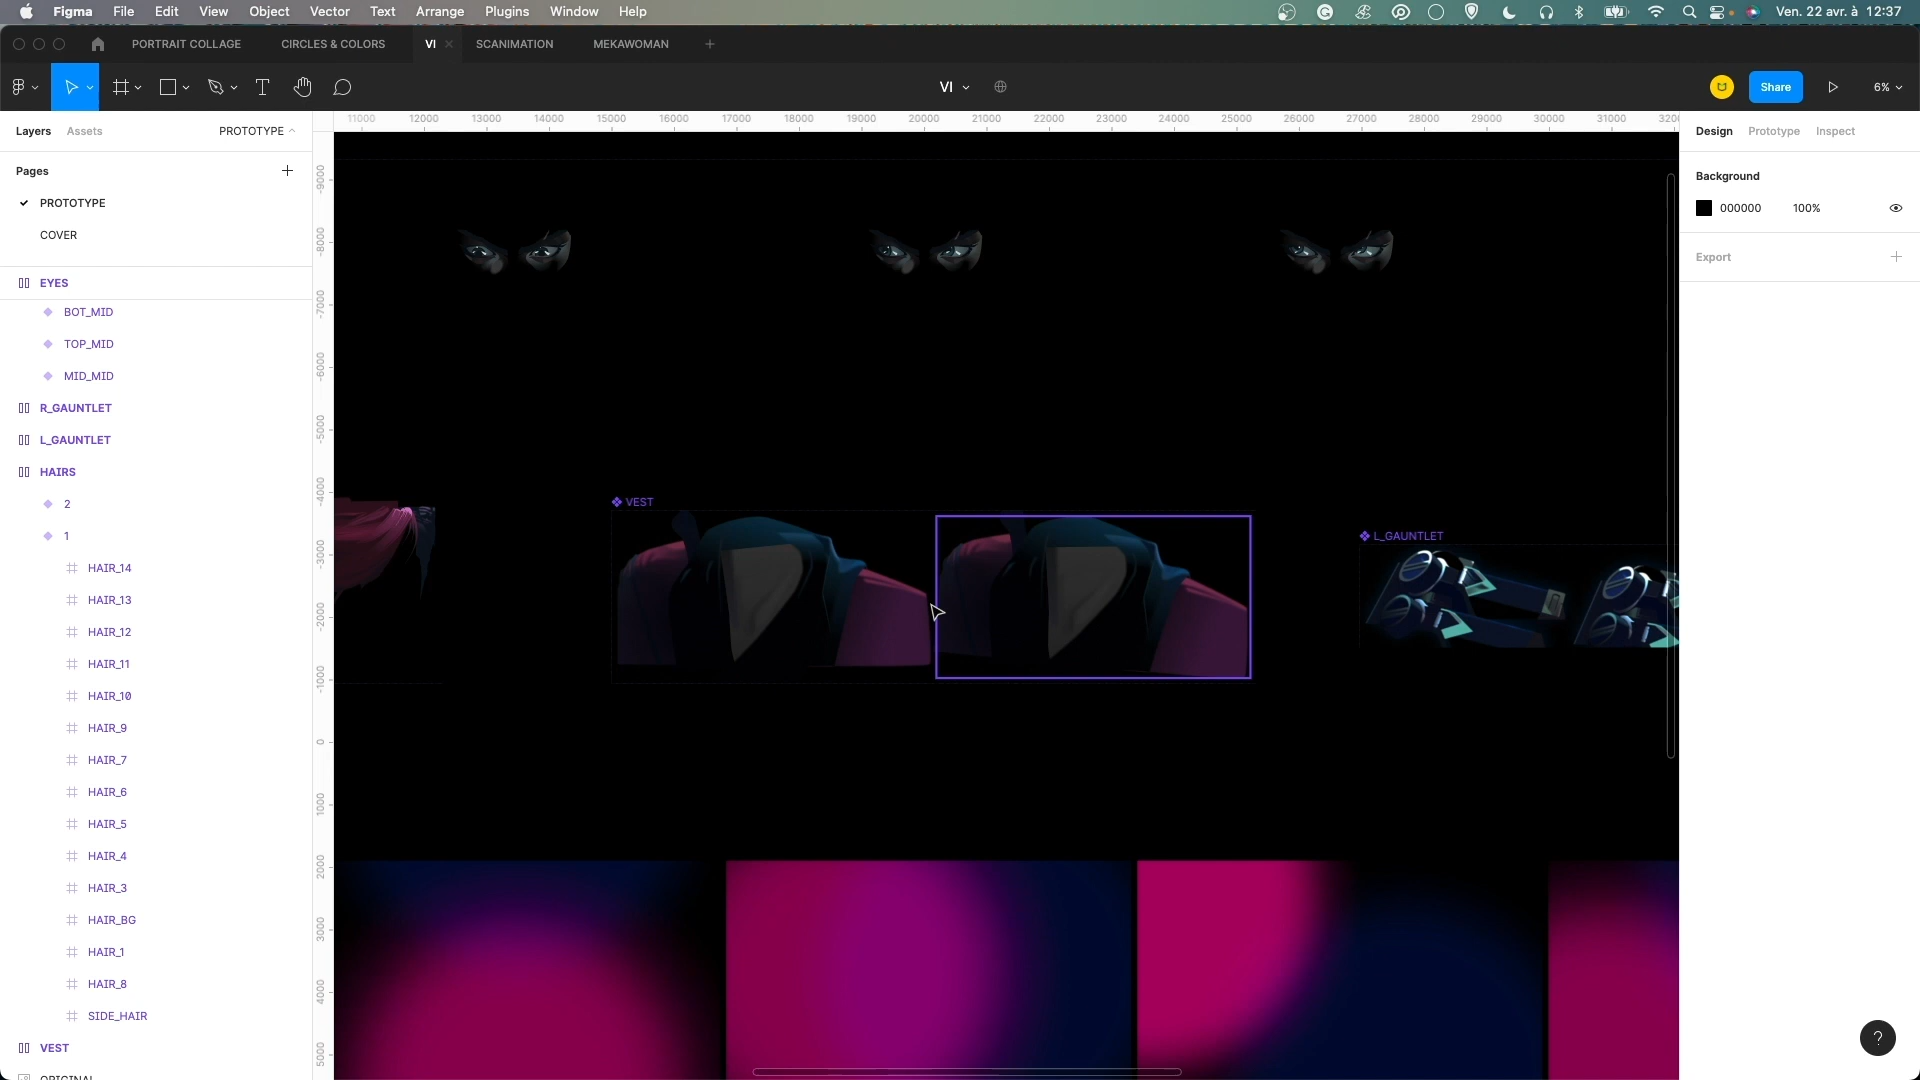 Figma File Edit View Object Vector Text Arrange Plugins Window Help Ven. 22 avr. à 12:37
PORTRAIT COLLAGE CIRCLES & COLORS VI SCANIMATION MEKAWOMAN
VI Share 6%
Layers Assets PROTOTYPE
11000 12000 13000 14000 15000 16000 17000 18000 19000 20000 21000 22000 23000 24000 25000 26000 27000 28000 29000 30000 31000
Design Prototype Inspect
Pages
PROTOTYPE
COVER
EYES
BOT_MID
TOP_MID
MID_MID
R_GAUNTLET
L_GAUNTLET
HAIRS
2
1
HAIR_14
HAIR_13
HAIR_12
HAIR_11
HAIR_10
HAIR_9
HAIR_7
HAIR_6
HAIR_5
HAIR_4
HAIR_3
HAIR_BG
HAIR_1
HAIR_8
SIDE_HAIR
VEST
ORIGINAL
-9000
-8000
-7000
-6000
-5000
-4000
-3000
-2000
-1000
0
1000
2000
3000
4000
5000
VEST
L_GAUNTLET
Background
000000 100%
Export
?